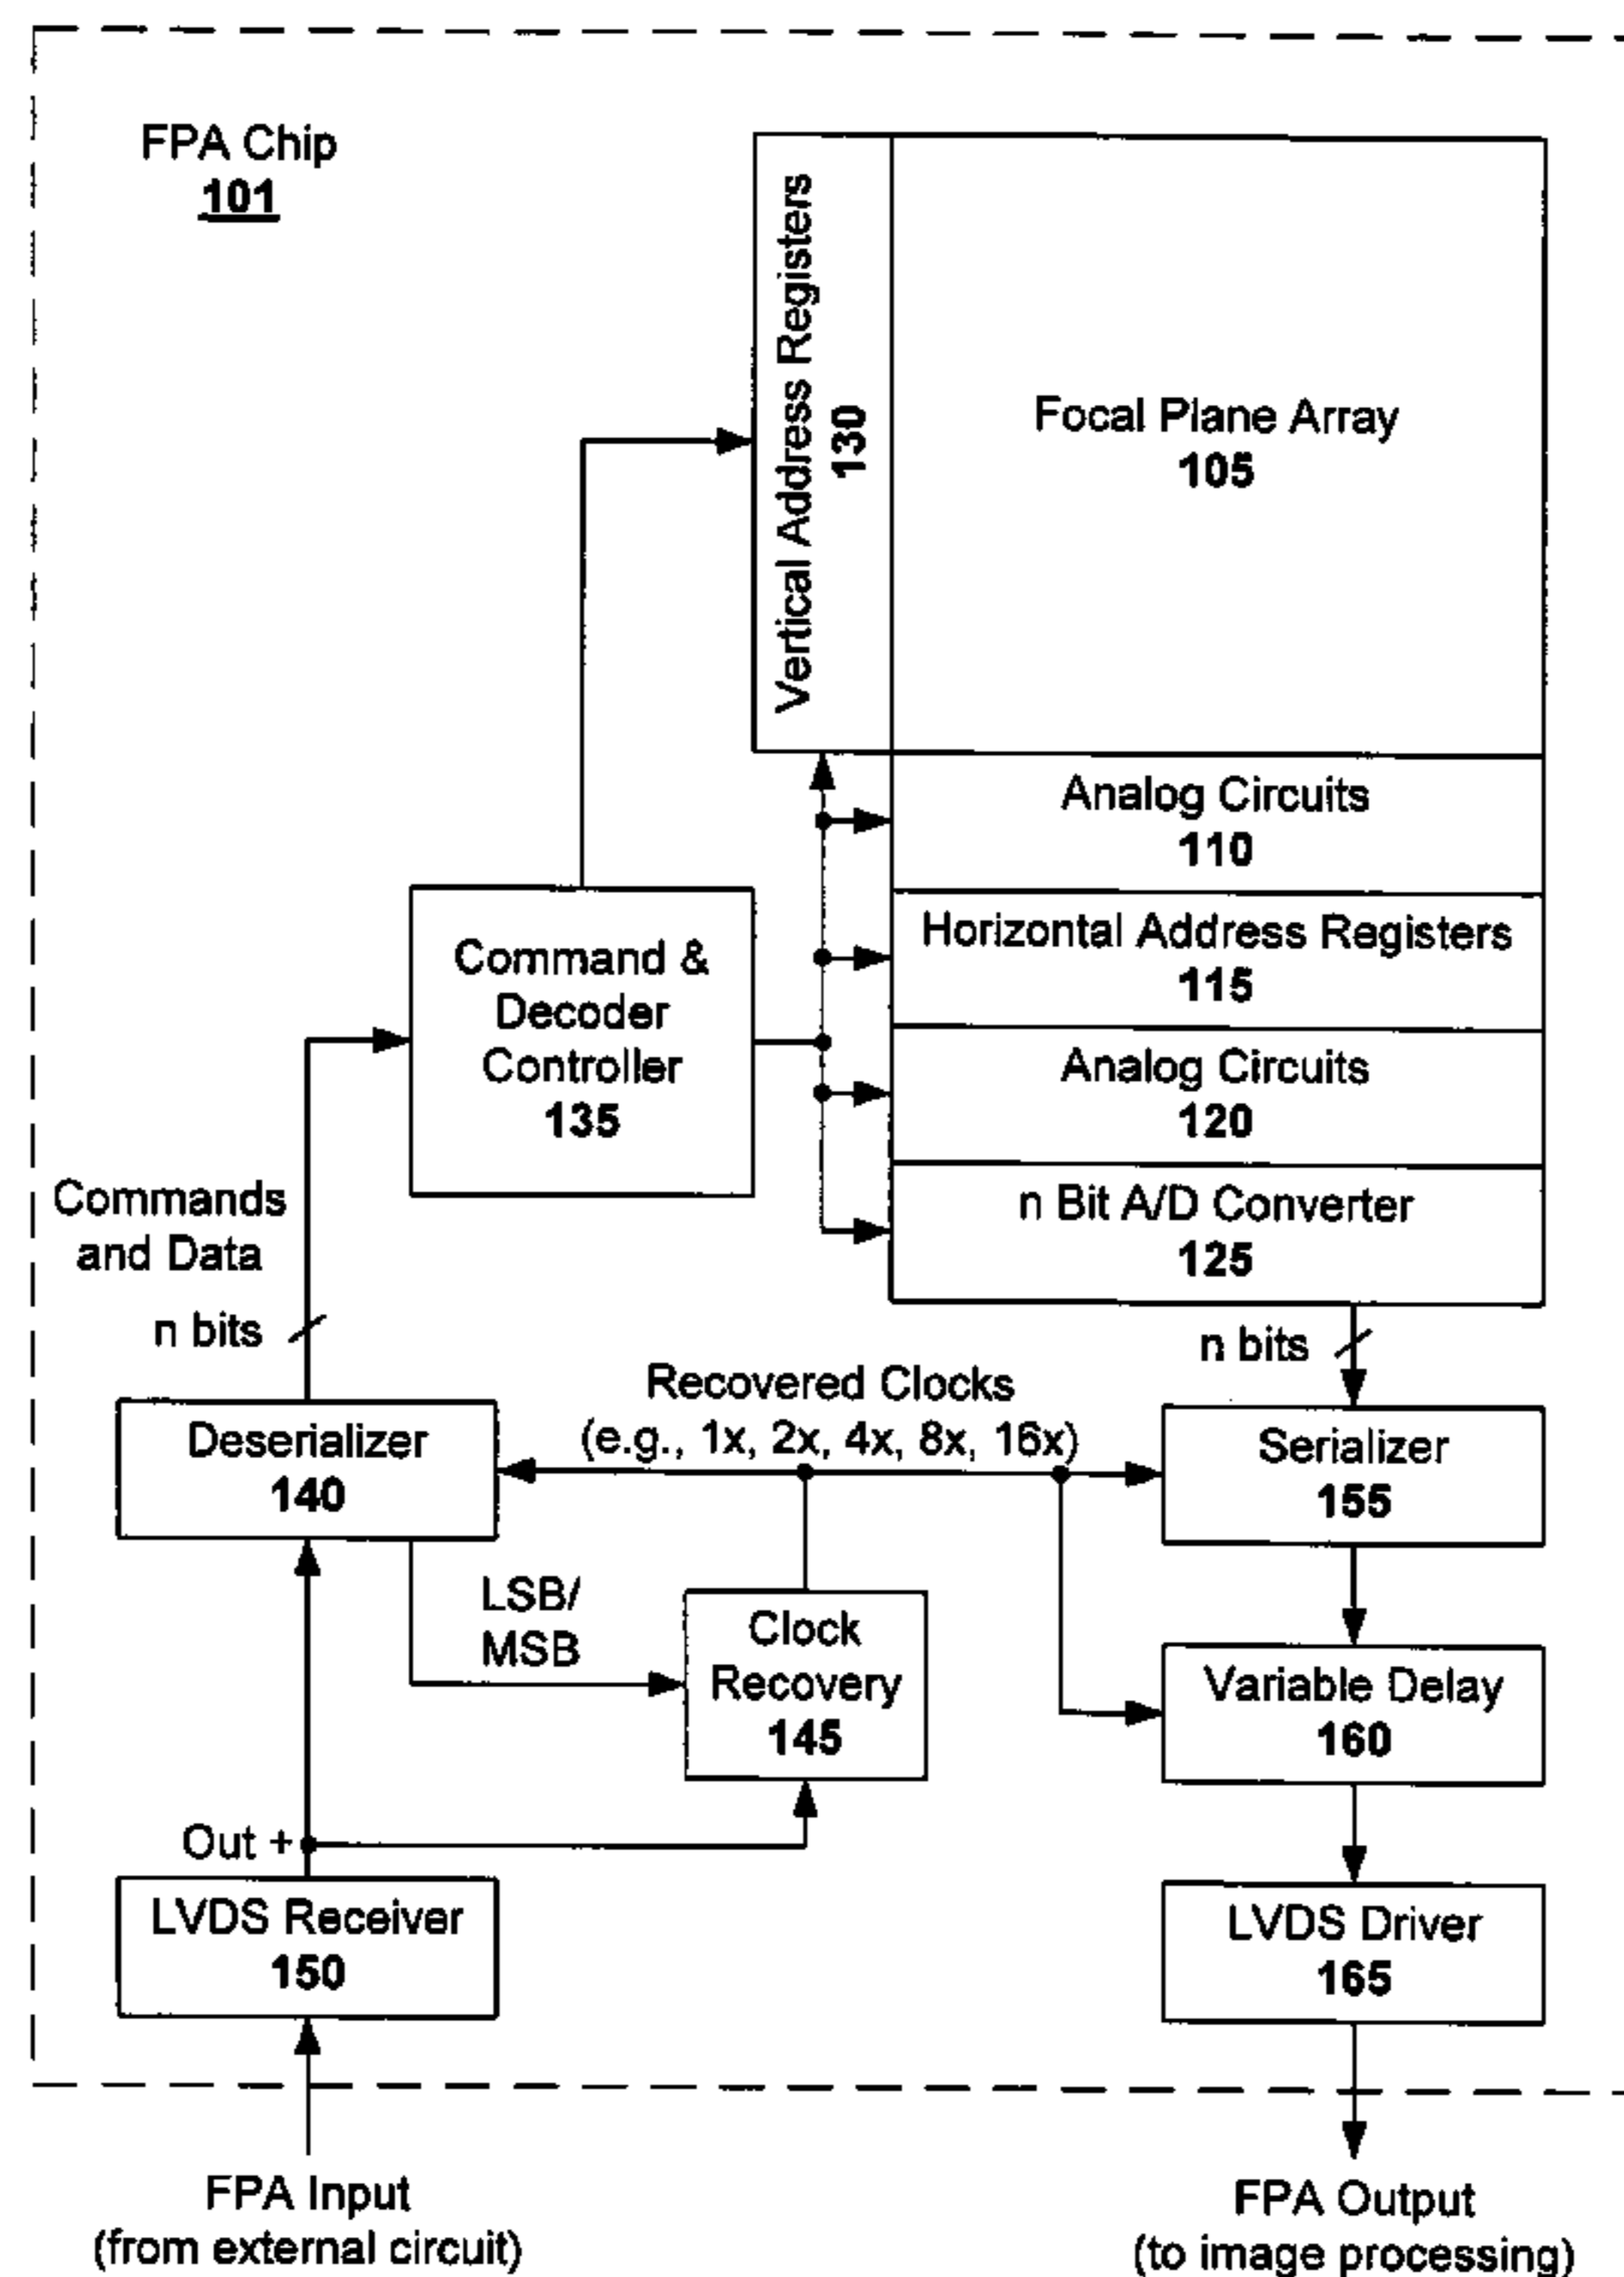 FPA Chip
101
Vertical Address Registers
130
Focal Plane Array
105
Analog Circuits
110
Horizontal Address Registers
115
Analog Circuits
120
n Bit A/D Converter
125
Command &
Decoder
Controller
135
Commands
and Data
n bits
n bits
Recovered Clocks
(e.g., 1x, 2x, 4x, 8x, 16x)
Deserializer
140
Serializer
155
LSB/
MSB
Clock
Recovery
145
Variable Delay
160
Out +
LVDS Receiver
150
LVDS Driver
165
FPA Input
(from external circuit)
FPA Output
(to image processing)